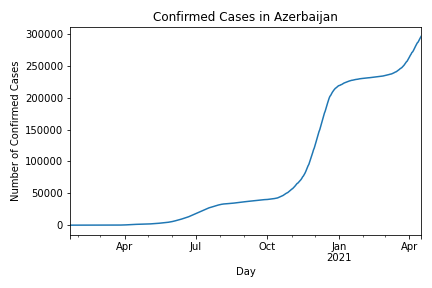 Confirmed Cases in Azerbaijan
300000
250000
200000
150000
100000
50000
0
Number of Confirmed Cases
Apr
Jul
Oct
Jan
2021
Apr
Day